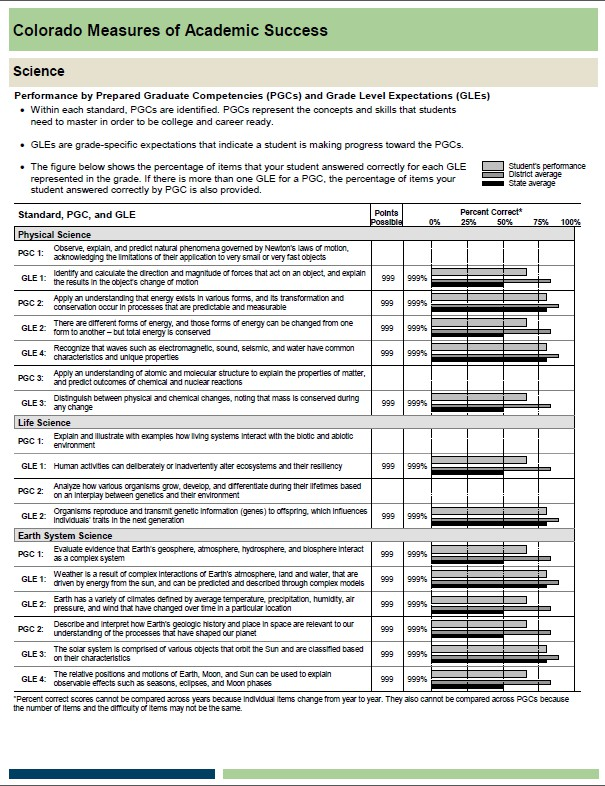 Colorado Measures of Academic Success
Science
Performance by Prepared Graduate Competencies (PGCs) and Grade Level Expectations (GLEs)
• Within each standard, PGCs are identified. PGCs represent the concepts and skills that students
need to master in order to be college and career ready.
• GLEs are grade-specific expectations that indicate a student is making progress toward the PGCs.
• The figure below shows the percentage of items that your student answered correctly for each GLE
represented in the grade. If there is more than one GLE for a PGC, the percentage of items your
student answered correctly by PGC is also provided.
Student's performance
District average
State average
Standard, PGC, and GLE
Points
Possible
Percent Correct*
0% 25% 50% 75% 100%
Physical Science
PGC 1: Observe, explain, and predict natural phenomena governed by Newton's laws of motion,
acknowledging the limitations of their application to very small or very fast objects
GLE 1: Identify and calculate the direction and magnitude of forces that act on an object, and explain
the results in the object's change of motion 999 999%
PGC 2: Apply an understanding that energy exists in various forms, and its transformation and
conservation occur in processes that are predictable and measurable 999 999%
GLE 2: There are different forms of energy, and those forms of energy can be changed from one
form to another – but total energy is conserved 999 999%
GLE 4: Recognize that waves such as electromagnetic, sound, seismic, and water have common
characteristics and unique properties 999 999%
PGC 3: Apply an understanding of atomic and molecular structure to explain the properties of matter,
and predict outcomes of chemical and nuclear reactions
GLE 3: Distinguish between physical and chemical changes, noting that mass is conserved during
any change 999 999%
Life Science
PGC 1: Explain and illustrate with examples how living systems interact with the biotic and abiotic
environment
GLE 1: Human activities can deliberately or inadvertently alter ecosystems and their resiliency 999 999%
PGC 2: Analyze how various organisms grow, develop, and differentiate during their lifetimes based
on an interplay between genetics and their environment
GLE 2: Organisms reproduce and transmit genetic information (genes) to offspring, which influences
individuals' traits in the next generation 999 999%
Earth System Science
PGC 1: Evaluate evidence that Earth's geosphere, atmosphere, hydrosphere, and biosphere interact
as a complex system 999 999%
GLE 1: Weather is a result of complex interactions of Earth's atmosphere, land and water, that are
driven by energy from the sun, and can be predicted and described through complex models 999 999%
GLE 2: Earth has a variety of climates defined by average temperature, precipitation, humidity, air
pressure, and wind that have changed over time in a particular location 999 999%
PGC 2: Describe and interpret how Earth's geologic history and place in space are relevant to our
understanding of the processes that have shaped our planet 999 999%
GLE 3: The solar system is comprised of various objects that orbit the Sun and are classified based
on their characteristics 999 999%
GLE 4: The relative positions and motions of Earth, Moon, and Sun can be used to explain
observable effects such as seasons, eclipses, and Moon phases 999 999%
*Percent correct scores cannot be compared across years because individual items change from year to year. They also cannot be compared across PGCs because
the number of items and the difficulty of items may not be the same.